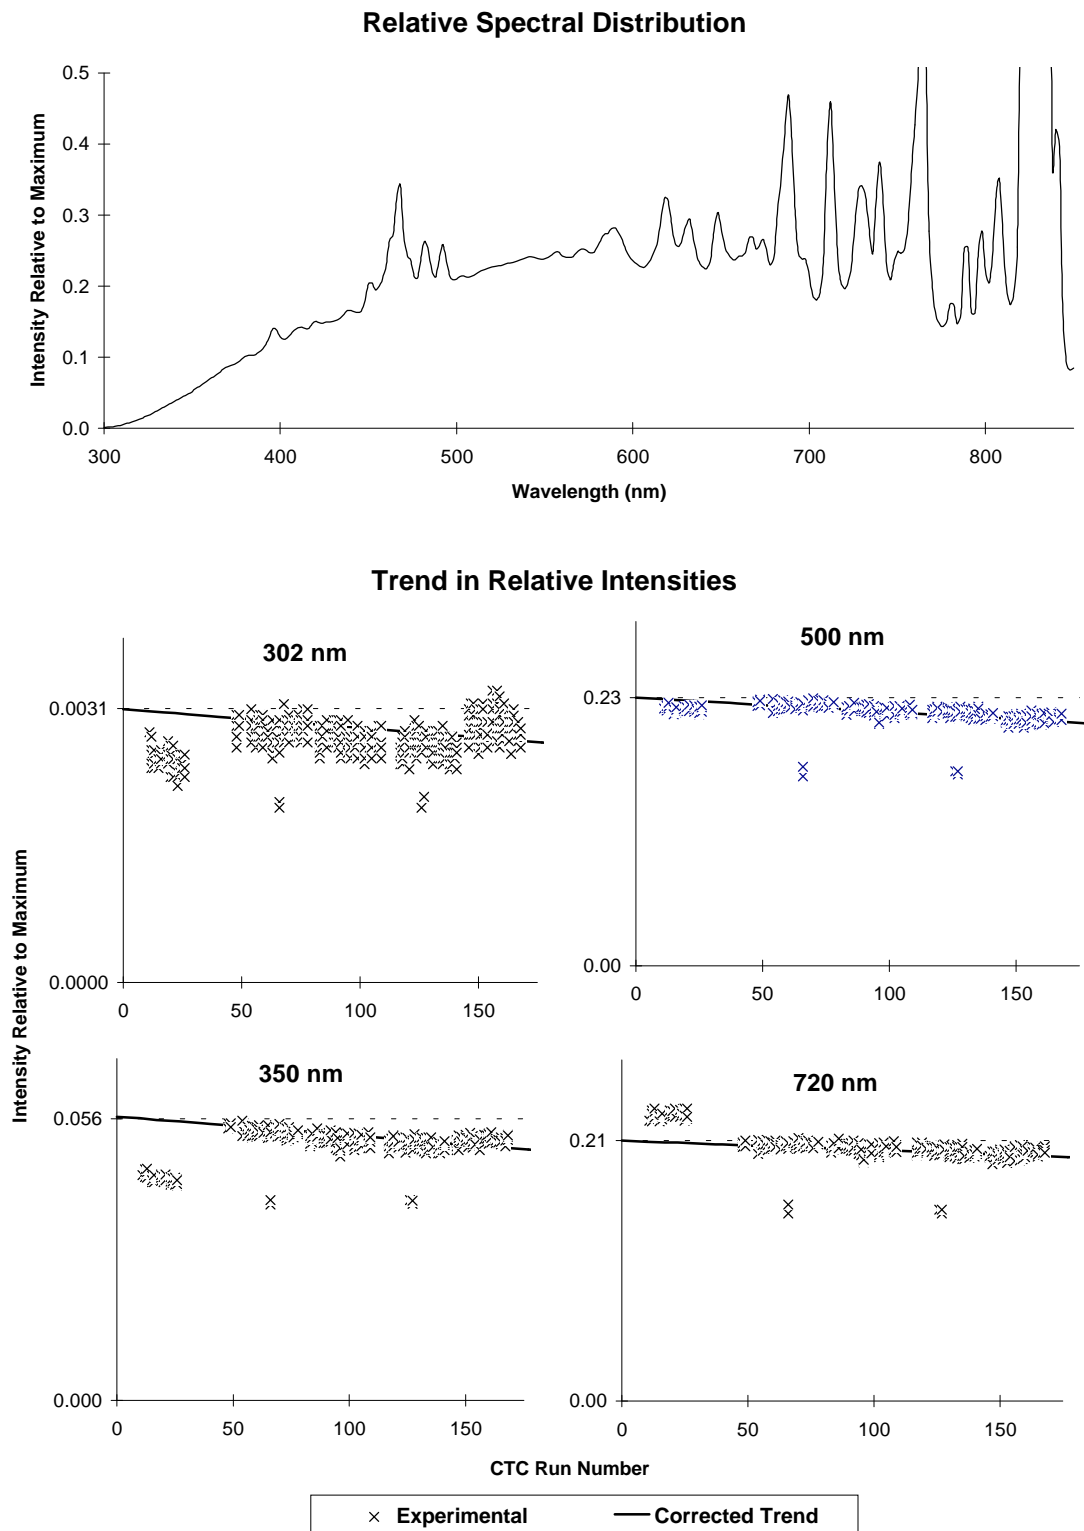 Relative Spectral Distribution
Intensity Relative to Maximum
0.5
0.4
0.3
0.2
0.1
0.0
300 400 500 600 700 800
Wavelength (nm)
Trend in Relative Intensities
Intensity Relative to Maximum
302 nm
0.0031
0.0000
0 50 100 150
500 nm
0.23
0.00
0 50 100 150
350 nm
0.056
0.000
0 50 100 150
720 nm
0.21
0.00
0 50 100 150
CTC Run Number
Experimental Corrected Trend